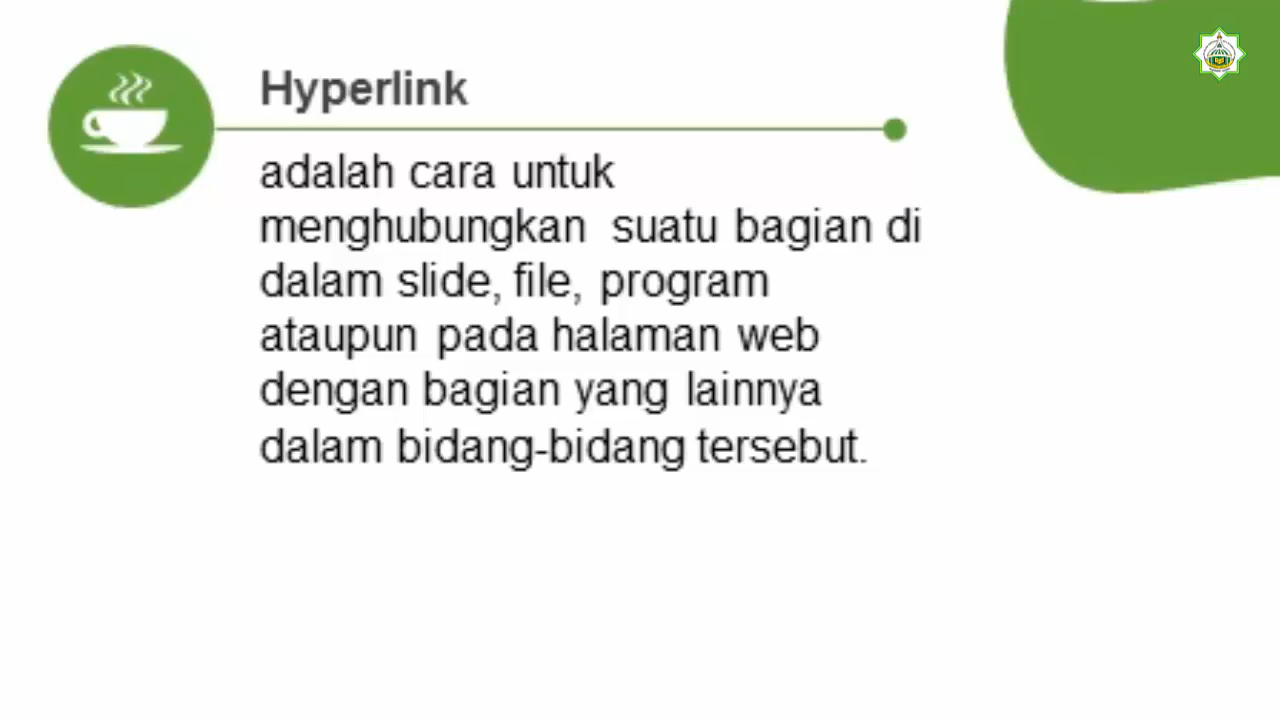 Hyperlink
adalah cara untuk
menghubungkan suatu bagian di
dalam slide, file, program
ataupun pada halaman web
dengan bagian yang lainnya
dalam bidang-bidang tersebut.